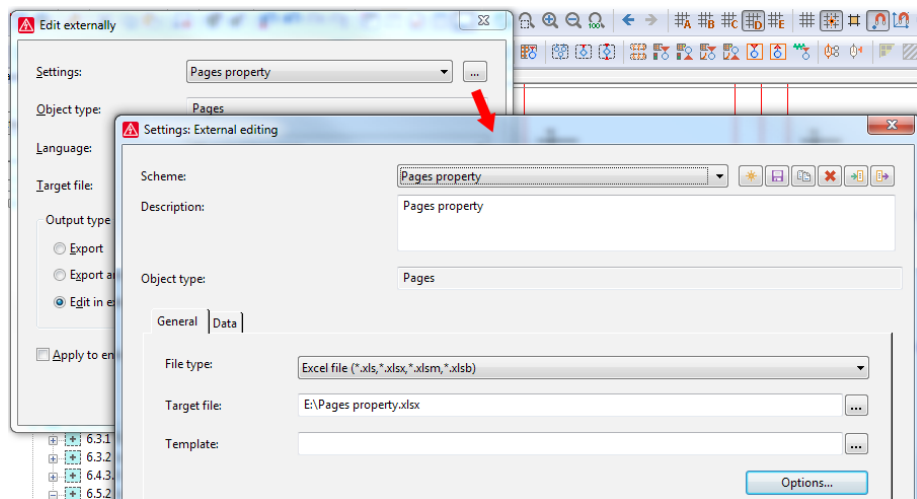 Edit externally
Settings:
Pages property
...
Object type:
Pages
Language:
Target file:
Output type
Export
Export
Edit in
Apply to
Settings: External editing
Scheme:
Pages property
Description:
Pages property
Object type:
Pages
General
Data
File type:
Excel file (*.xls,*.xlsx,*.xlsm,*.xlsb)
Target file:
E:\Pages property.xlsx
...
Template:
...
Options...
6.3.1
6.3.2
6.4.3.
6.5.2
#A #B #C #D #E